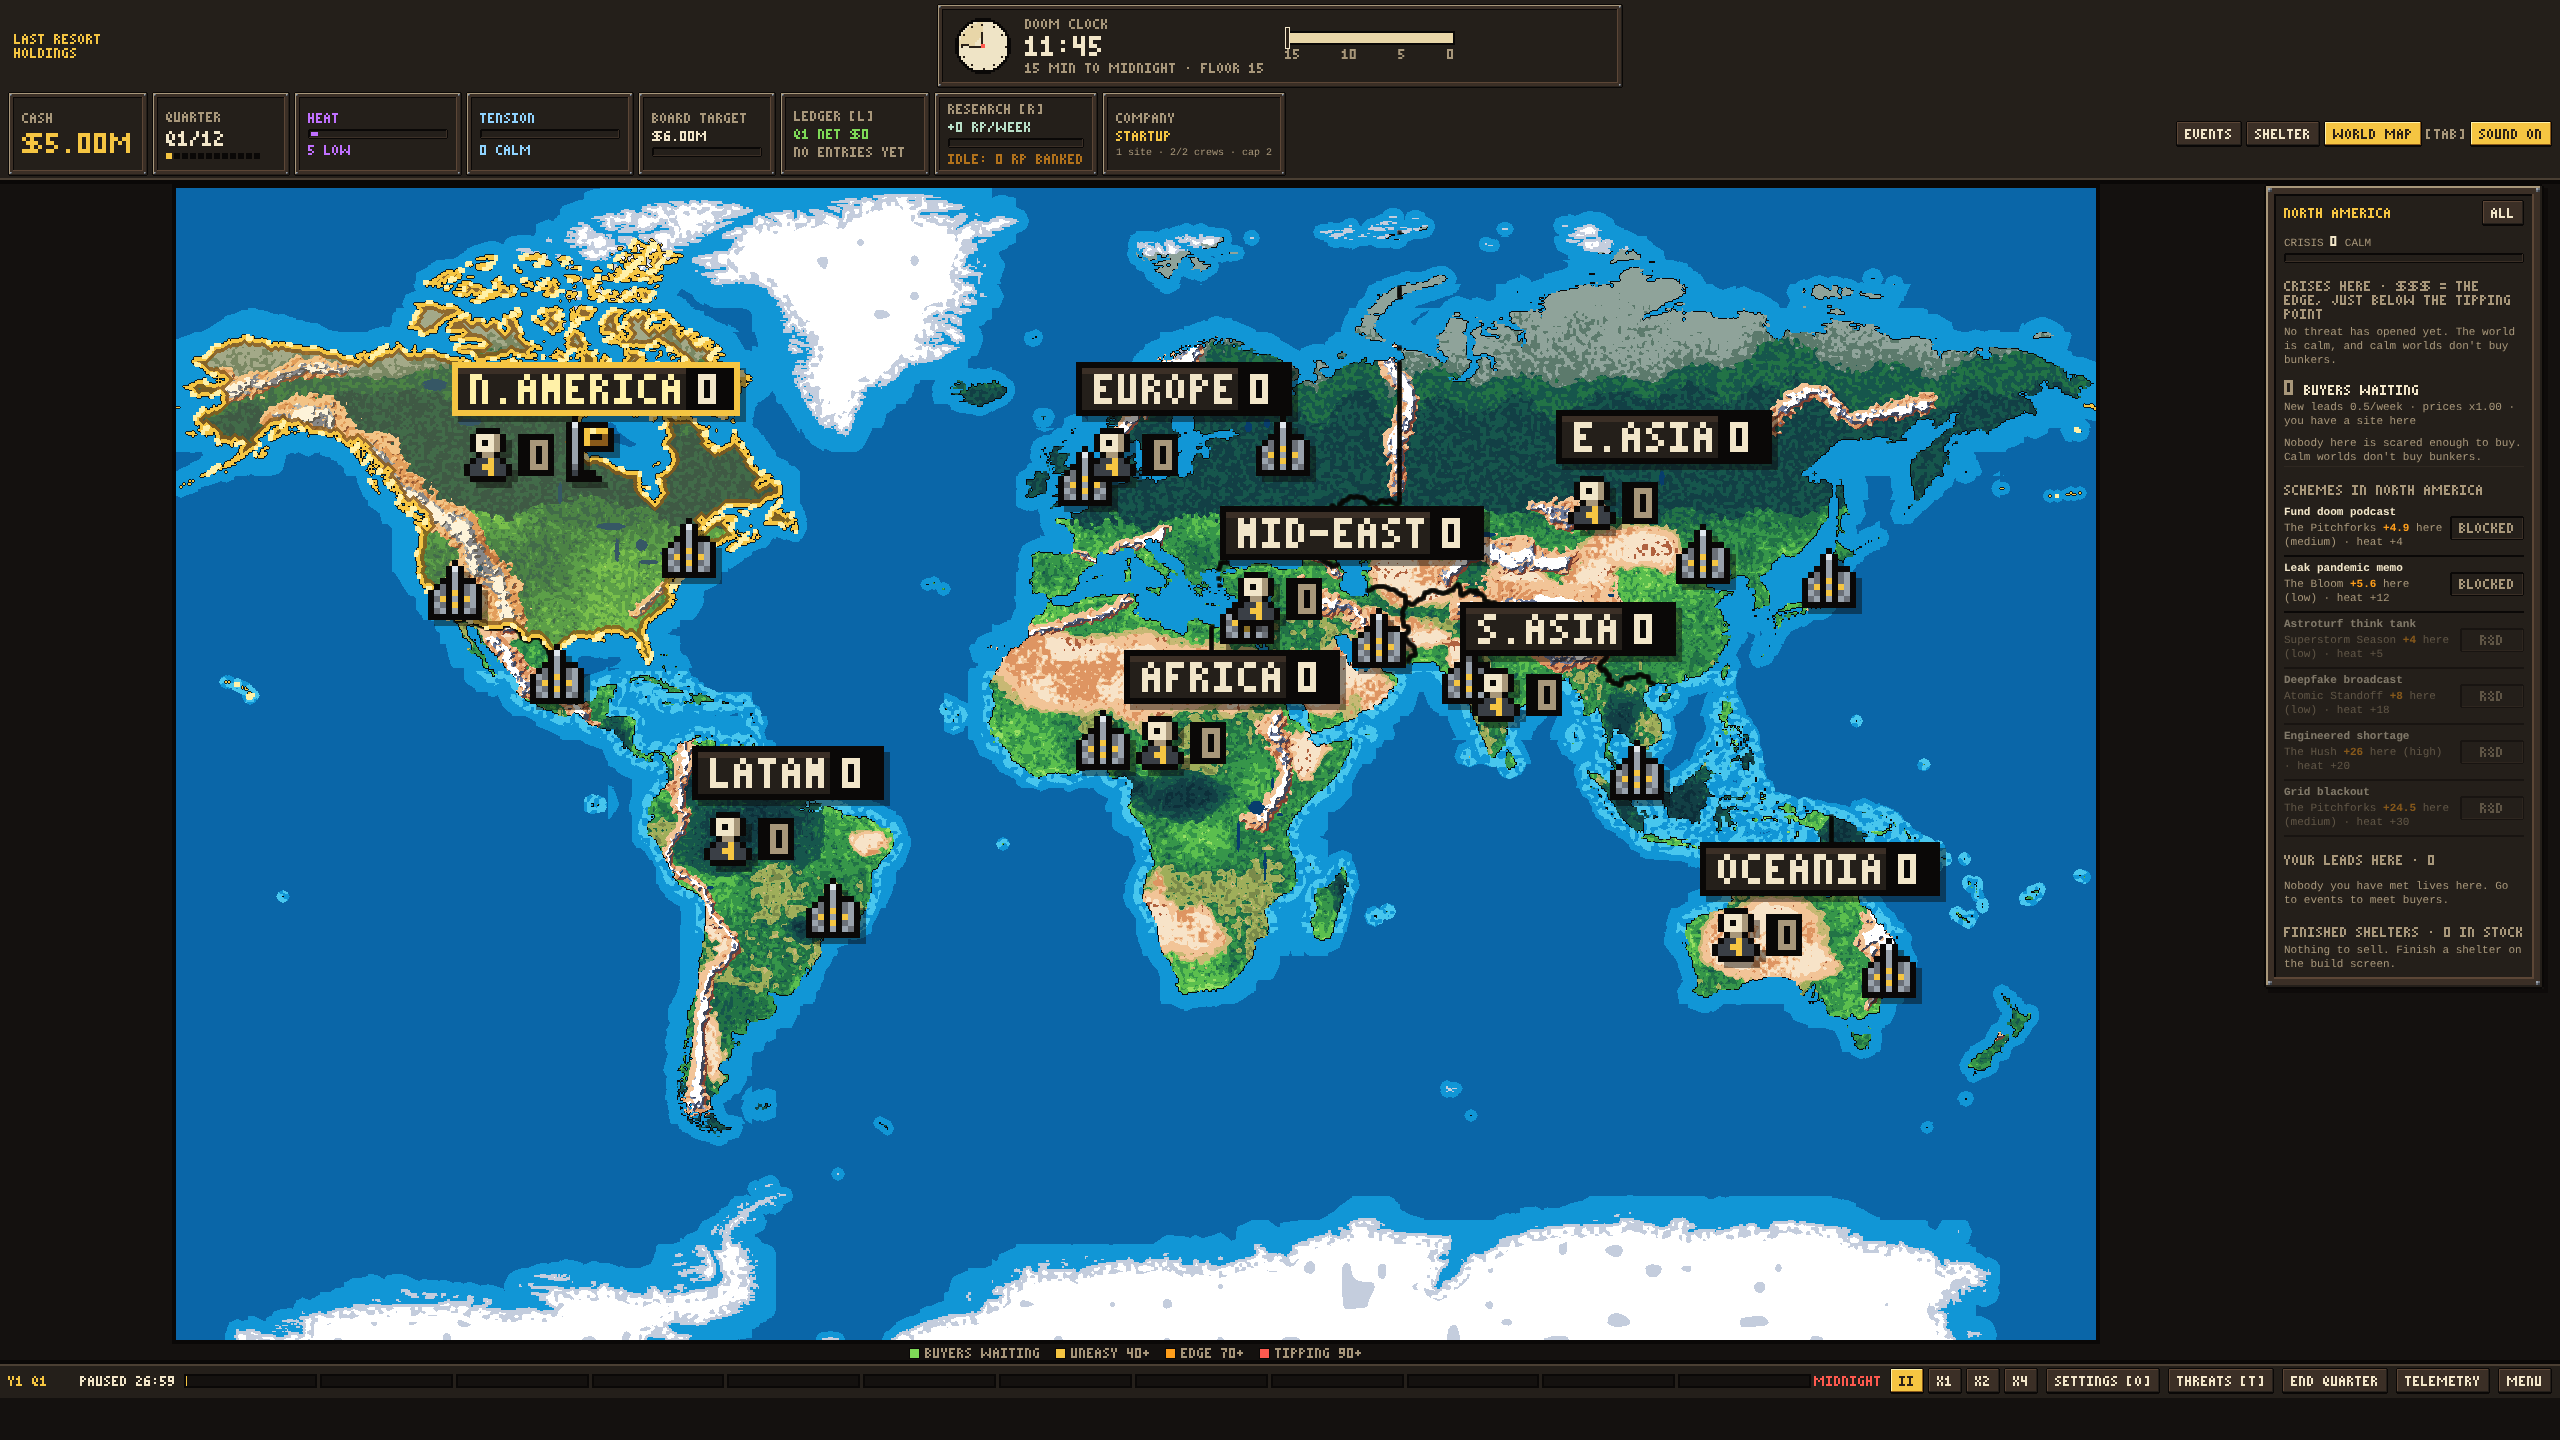 LAST RESORT
HOLDINGS
DOOM CLOCK
11:45
15 MIN TO MIDNIGHT · FLOOR 15
15 10 5 0
CASH
$5.00M
QUARTER
Q1/12
HEAT
5 LOW
TENSION
0 CALM
BOARD TARGET
$6.00M
LEDGER [L]
Q1 NET $0
NO ENTRIES YET
RESEARCH [R]
+0 RP/WEEK
IDLE: 0 RP BANKED
COMPANY
STARTUP
1 site · 2/2 crews · cap 2
EVENTS
SHELTER
WORLD MAP
[TAB]
SOUND ON
N.AMERICA 0
0
EUROPE 0
0
E.ASIA 0
0
MID-EAST 0
0
S.ASIA 0
0
AFRICA 0
0
LATAM 0
0
OCEANIA 0
0
NORTH AMERICA
ALL
CRISIS 0 CALM
CRISES HERE · $$$ = THE
EDGE, JUST BELOW THE TIPPING
POINT
No threat has opened yet. The world
is calm, and calm worlds don't buy
bunkers.
0 BUYERS WAITING
New leads 0.5/week · prices x1.00 ·
you have a site here
Nobody here is scared enough to buy.
Calm worlds don't buy bunkers.
SCHEMES IN NORTH AMERICA
Fund doom podcast
The Pitchforks +4.9 here
(medium) · heat +4
BLOCKED
Leak pandemic memo
The Bloom +5.6 here
(low) · heat +12
BLOCKED
Astroturf think tank
Superstorm Season +4 here
(low) · heat +5
R&D
Deepfake broadcast
Atomic Standoff +8 here
(low) · heat +18
R&D
Engineered shortage
The Hush +26 here (high)
· heat +20
R&D
Grid blackout
The Pitchforks +24.5 here
(medium) · heat +30
R&D
YOUR LEADS HERE · 0
Nobody you have met lives here. Go
to events to meet buyers.
FINISHED SHELTERS · 0 IN STOCK
Nothing to sell. Finish a shelter on
the build screen.
BUYERS WAITING
UNEASY 40+
EDGE 70+
TIPPING 90+
Y1 Q1
PAUSED 26:59
MIDNIGHT
II
X1
X2
X4
SETTINGS [O]
THREATS [T]
END QUARTER
TELEMETRY
MENU